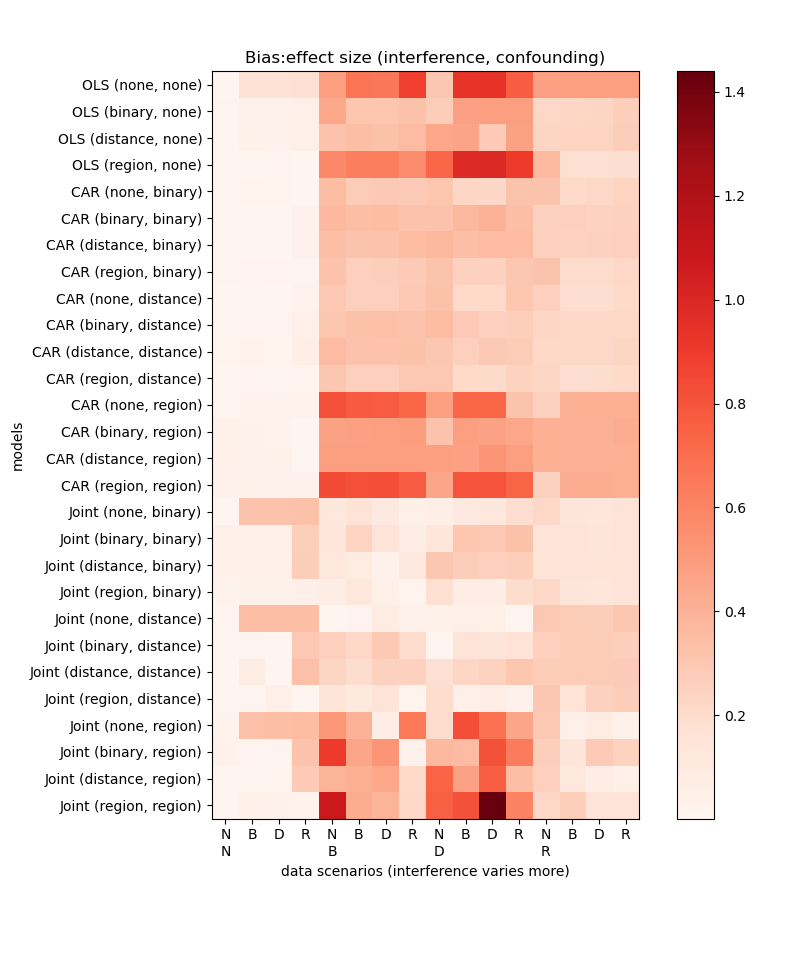 Bias:effect size (interference, confounding)
OLS (none, none)
OLS (binary, none)
OLS (distance, none)
OLS (region, none)
CAR (none, binary)
CAR (binary, binary)
CAR (distance, binary)
CAR (region, binary)
CAR (none, distance)
CAR (binary, distance)
CAR (distance, distance)
CAR (region, distance)
CAR (none, region)
CAR (binary, region)
CAR (distance, region)
CAR (region, region)
Joint (none, binary)
Joint (binary, binary)
Joint (distance, binary)
Joint (region, binary)
Joint (none, distance)
Joint (binary, distance)
Joint (distance, distance)
Joint (region, distance)
Joint (none, region)
Joint (binary, region)
Joint (distance, region)
Joint (region, region)
models
N B D R N B D R N B D R N B D R
N B D R
data scenarios (interference varies more)
1.4
1.2
1.0
0.8
0.6
0.4
0.2